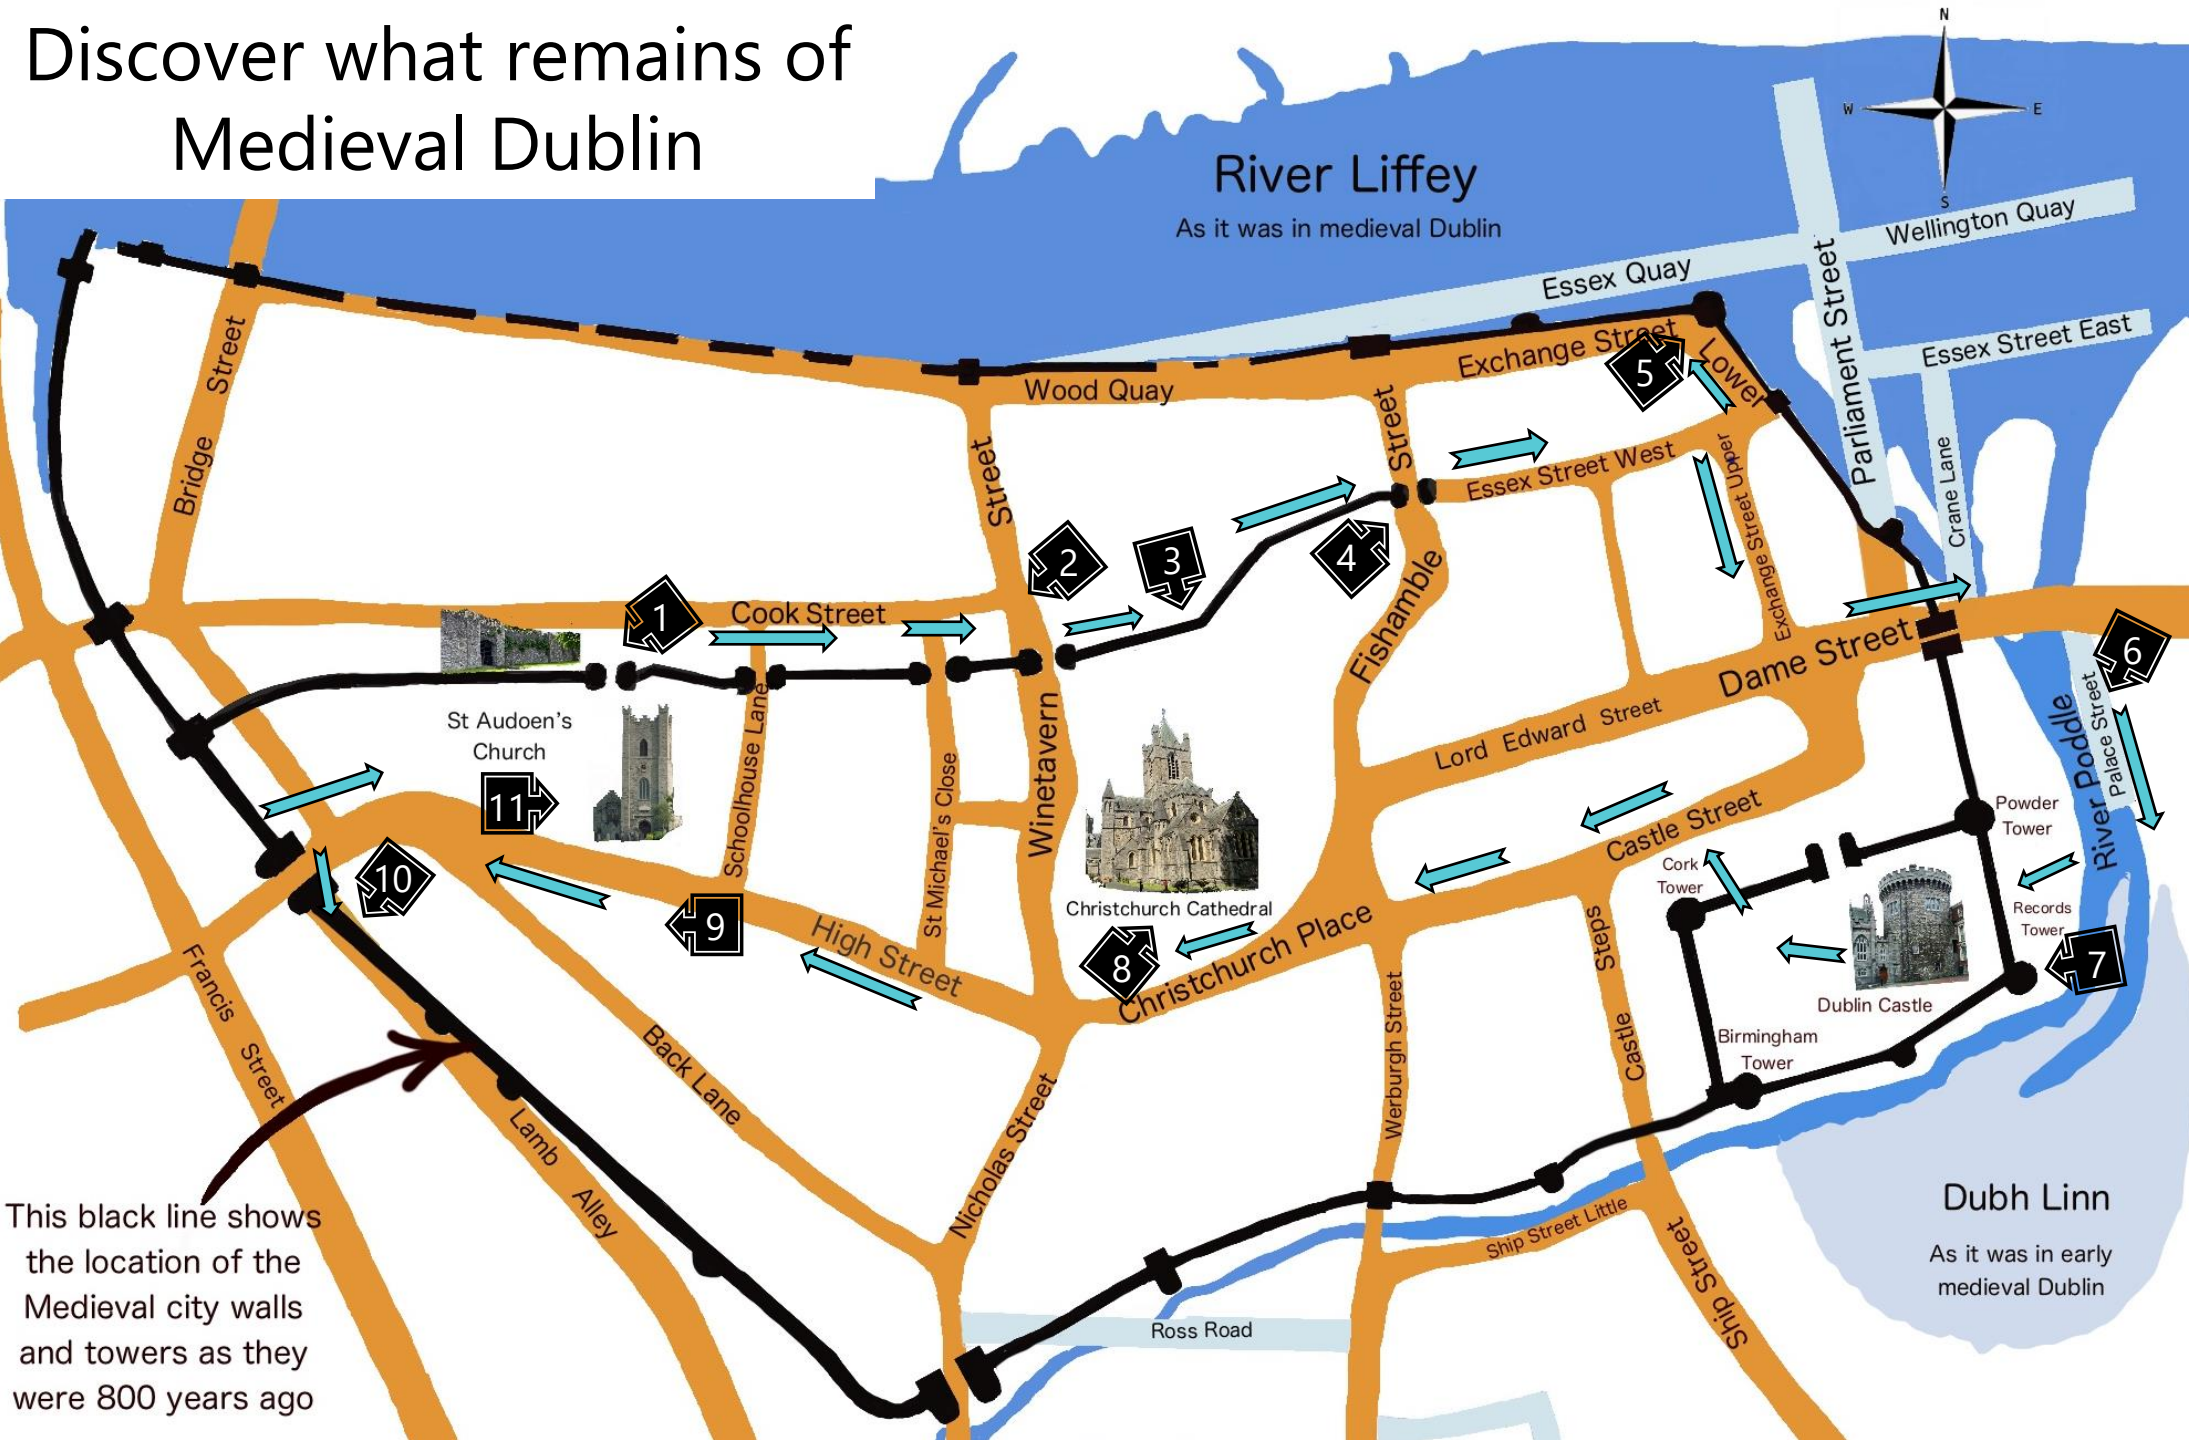 Discover what remains of
Medieval Dublin
N
W
E
S
River Liffey
As it was in medieval Dublin
Wellington Quay
Essex Quay
Parliament Street
Essex Street East
Crane Lane
Bridge Street
Wood Quay
Exchange Street Lower
5
Street
Fishamble
Essex Street West
Exchange Street Upper
Winetavern
Street
2
3
4
1
Cook Street
Dame Street
6
Palace Street
River Poddle
St Audoen's
Church
11
Schoolhouse Lane
St Michael's Close
Lord Edward Street
Castle Street
Powder
Tower
Cork
Tower
Records
Tower
7
Dublin Castle
Birmingham
Tower
Christchurch Cathedral
8
Christchurch Place
10
9
High Street
Francis
Street
Back Lane
Nicholas Street
Werburgh Street
Castle Steps
Lamb
Alley
Ship Street Little
Ship Street
Ross Road
Dubh Linn
As it was in early
medieval Dublin
This black line shows
the location of the
Medieval city walls
and towers as they
were 800 years ago